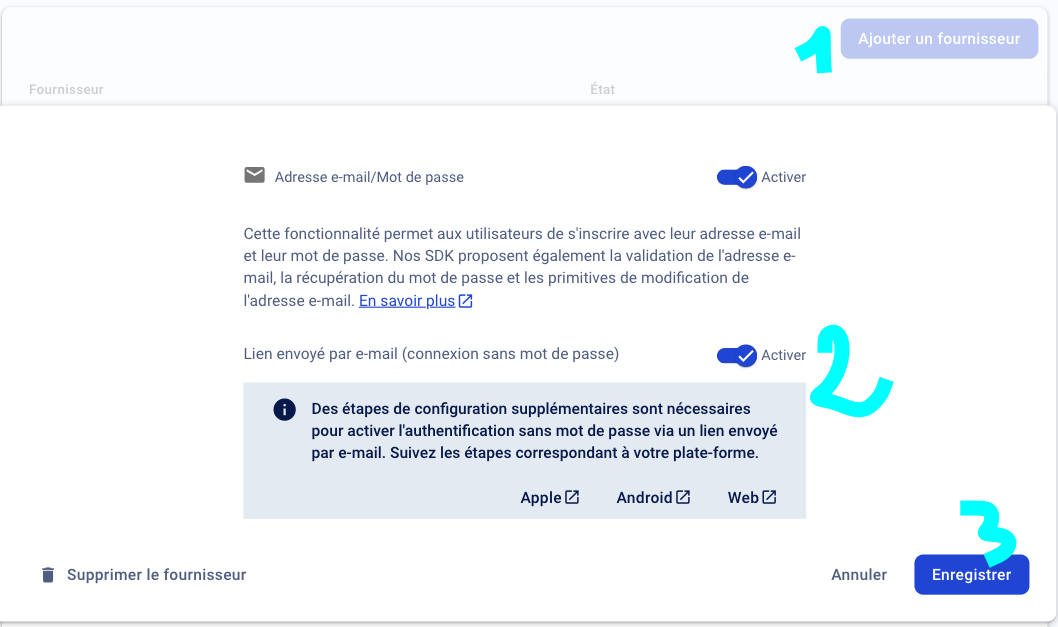 1
Ajouter un fournisseur
Fournisseur État
Adresse e-mail/Mot de passe Activer
Cette fonctionnalité permet aux utilisateurs de s'inscrire avec leur adresse e-mail
et leur mot de passe. Nos SDK proposent également la validation de l'adresse e-
mail, la récupération du mot de passe et les primitives de modification de
l'adresse e-mail. En savoir plus
Lien envoyé par e-mail (connexion sans mot de passe) Activer
2
Des étapes de configuration supplémentaires sont nécessaires
pour activer l'authentification sans mot de passe via un lien envoyé
par e-mail. Suivez les étapes correspondant à votre plate-forme.
Apple Android Web
3
Supprimer le fournisseur Annuler Enregistrer